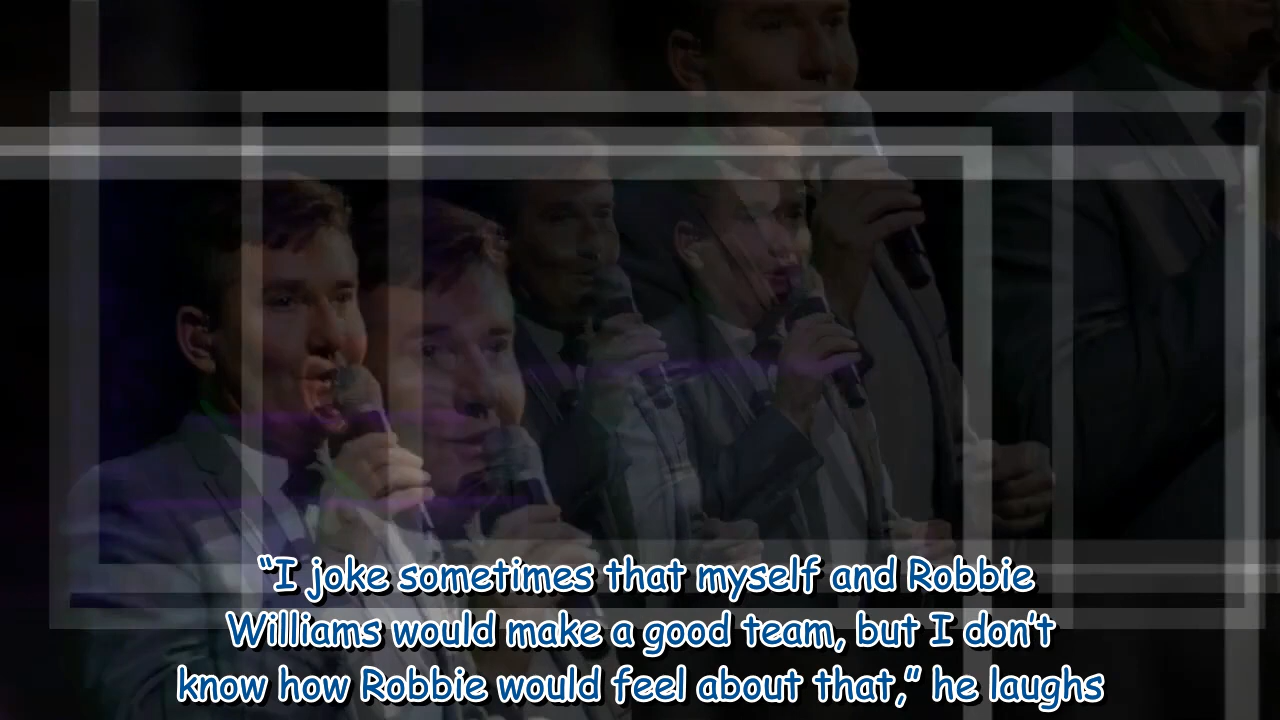 “I joke sometimes that myself and Robbie
Williams would make a good team, but I don’t
know how Robbie would feel about that,” he laughs